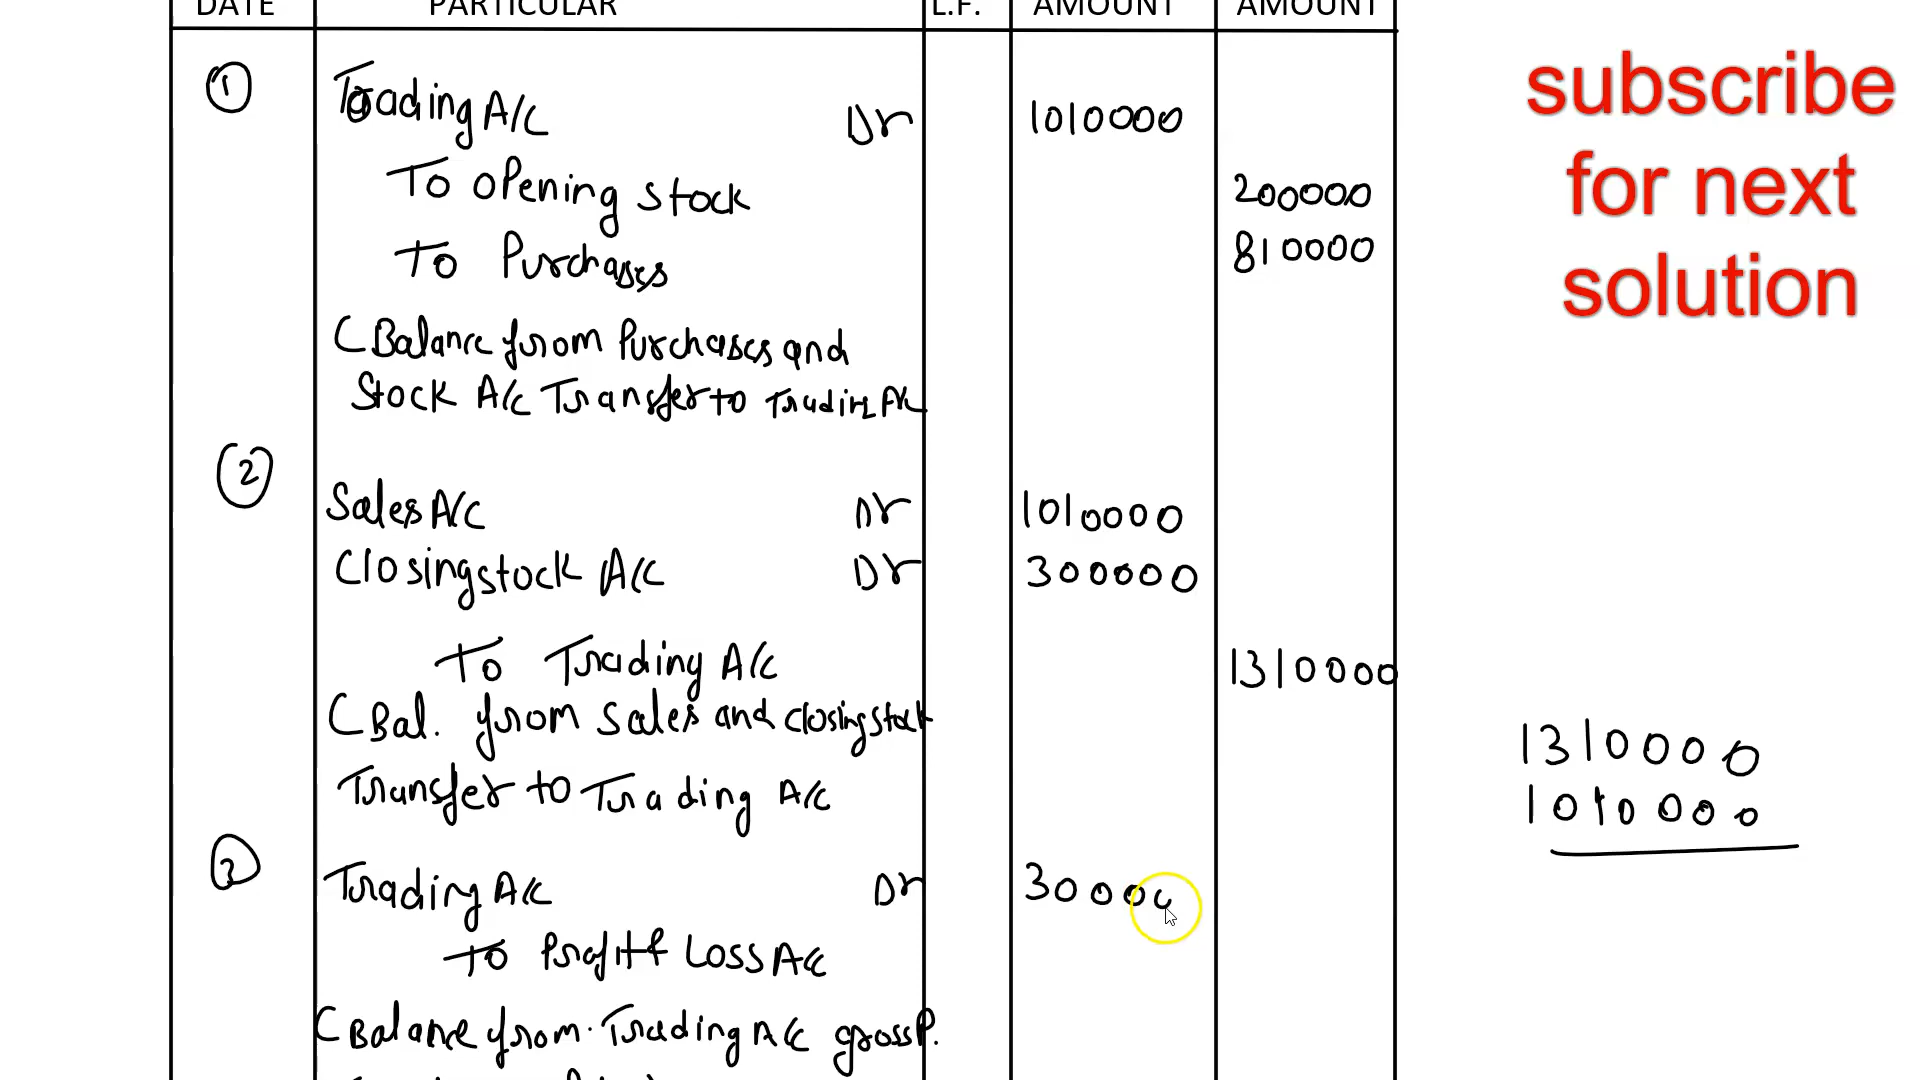 DATE PARTICULAR L.F. AMOUNT AMOUNT
subscribe
for next
solution
1 Trading A/c Dr 1010000
To opening stock 200000
To Purchases 810000
(Balance from Purchases and
Stock A/c Transfer to Trading A/c
2
Sales A/c Dr 1010000
Closing stock A/c Dr 300000
To Trading A/c 1310000
(Bal. from sales and closing stock
Transfer to Trading A/c
1310000
1010000
3 Trading A/c Dr 3000
To Profit & Loss A/c
(Balance from Trading A/c gross P.